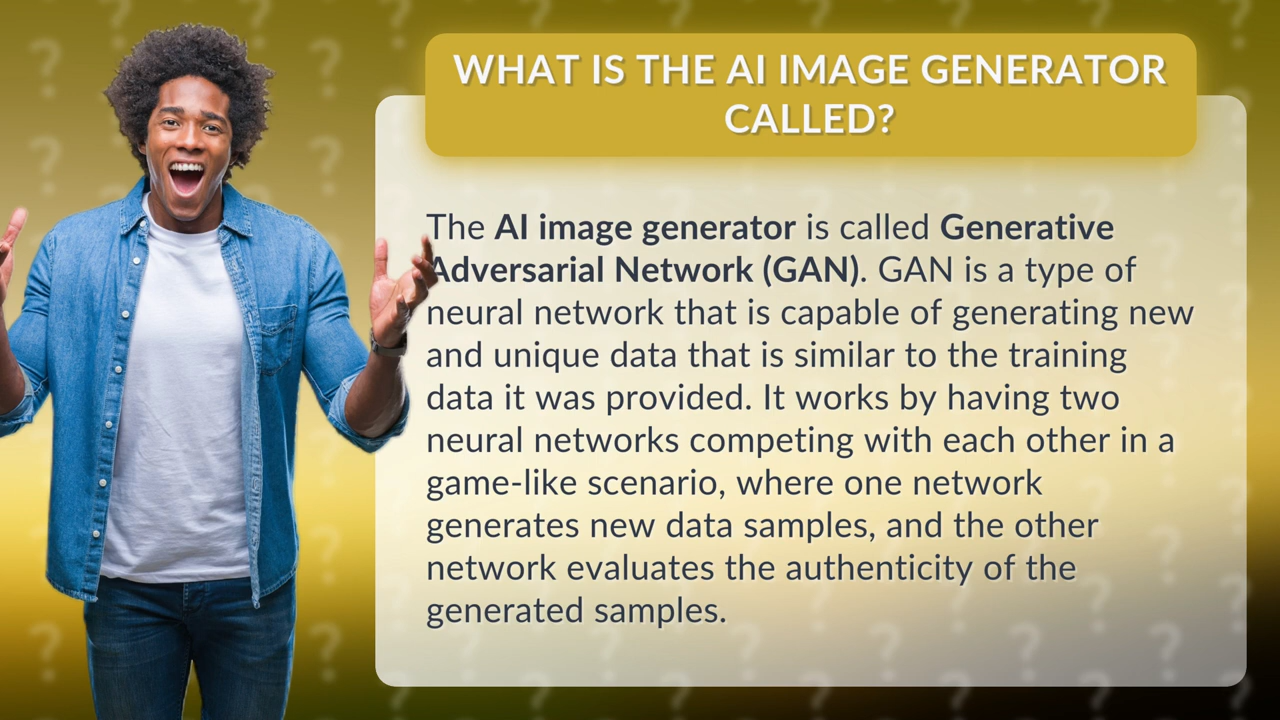 WHAT IS THE AI IMAGE GENERATOR
CALLED?
The AI image generator is called Generative
Adversarial Network (GAN). GAN is a type of
neural network that is capable of generating new
and unique data that is similar to the training
data it was provided. It works by having two
neural networks competing with each other in a
game-like scenario, where one network
generates new data samples, and the other
network evaluates the authenticity of the
generated samples.